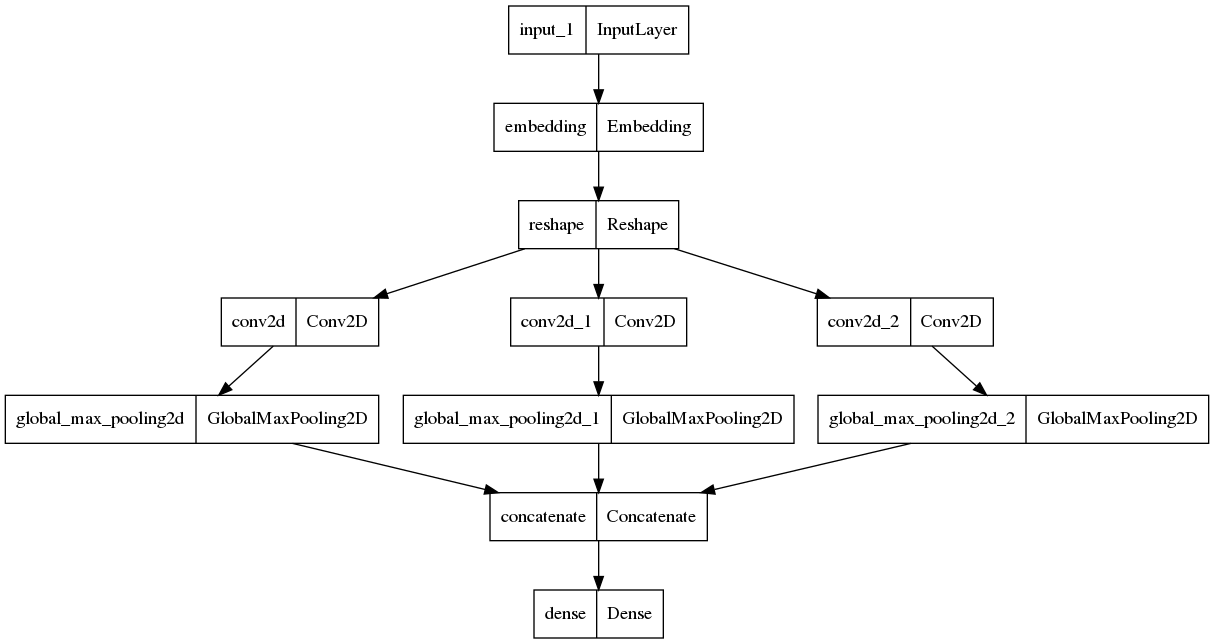 input_1 InputLayer
embedding Embedding
reshape Reshape
conv2d Conv2D conv2d_1 Conv2D conv2d_2 Conv2D
global_max_pooling2d GlobalMaxPooling2D global_max_pooling2d_1 GlobalMaxPooling2D global_max_pooling2d_2 GlobalMaxPooling2D
concatenate Concatenate
dense Dense